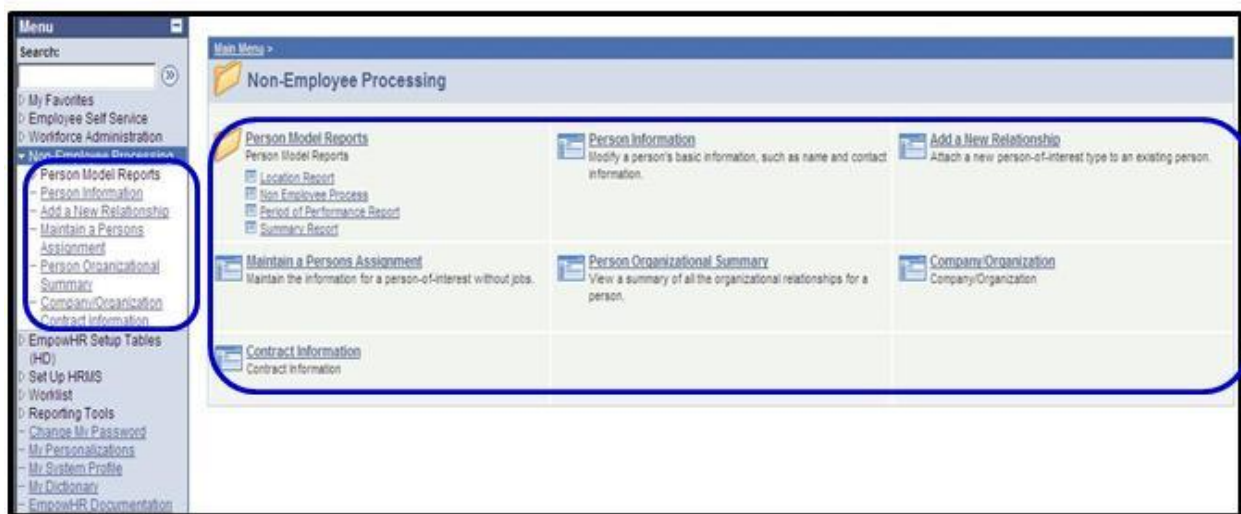 Menu
Search:
My Favorites
Employee Self Service
Workforce Administration
Non-Employee Processing
Person Model Reports
– Person Information
– Add a New Relationship
– Maintain a Persons
Assignment
– Person Organizational
Summary
– Company/Organization
Contract Information
EmpowHR Setup Tables
(HD)
Set Up HRMS
Worklist
Reporting Tools
– Change My Password
– My Personalizations
– My System Profile
– My Dictionary
– EmpowHR Documentation
Main Menu >
Non-Employee Processing
Person Model Reports
Person Model Reports
Location Report
Non Employee Process
Period of Performance Report
Summary Report
Person Information
Modify a person's basic information, such as name and contact
information.
Add a New Relationship
Attach a new person-of-interest type to an existing person.
Maintain a Persons Assignment
Maintain the information for a person-of-interest without jobs.
Person Organizational Summary
View a summary of all the organizational relationships for a
person.
Company/Organization
Company/Organization
Contract Information
Contract Information